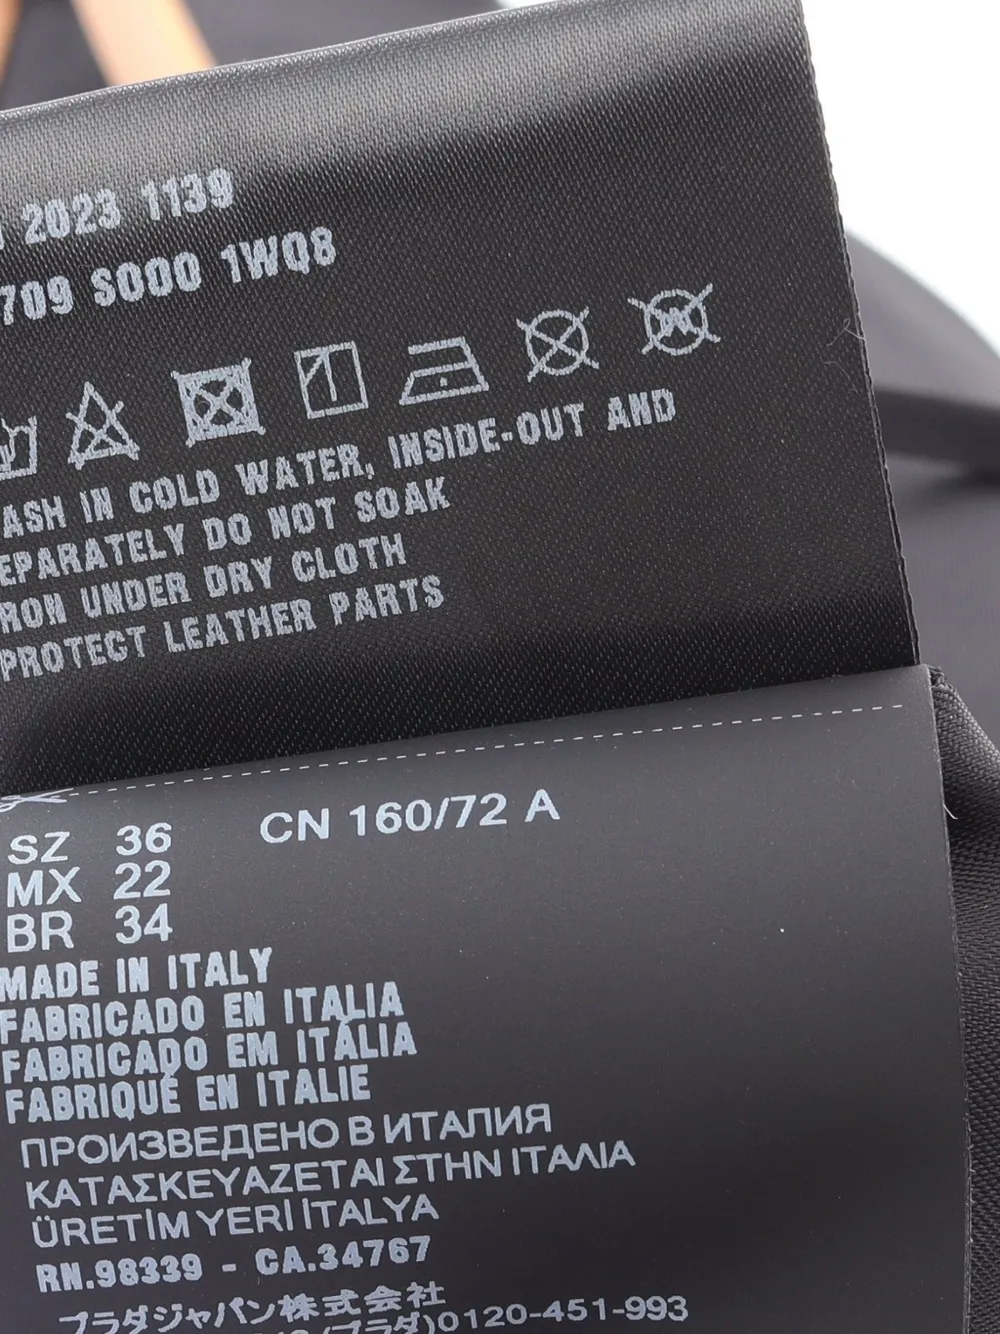 2023 1139
709 S000 1WQ8
ASH IN COLD WATER, INSIDE-OUT AND
EPARATELY DO NOT SOAK
RON UNDER DRY CLOTH
PROTECT LEATHER PARTS
SZ 36 CN 160/72 A
MX 22
BR 34
MADE IN ITALY
FABRICADO EN ITALIA
FABRICADO EM ITÁLIA
FABRIQUÉ EN ITALIE
ПРОИЗВЕДЕНО В ИТАЛИЯ
ΚΑΤΑΣΚΕΥΑΖΕΤΑΙ ΣΤΗΝ ΙΤΑΛΙΑ
ÜRETİM YERİ İTALYA
RN.98339 - CA.34767
プラダジャパン株式会社
(プラダ)0120-451-993